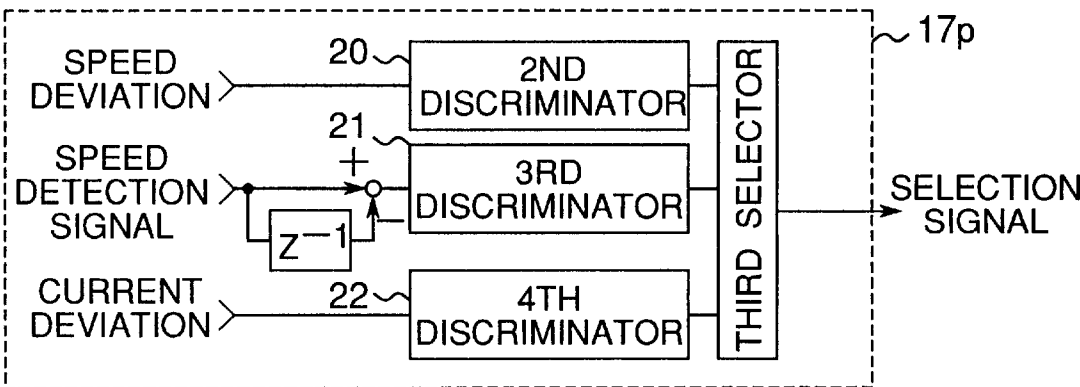 17p
SPEED
DEVIATION
20
2ND
DISCRIMINATOR
SPEED
DETECTION
SIGNAL
+
−
Z−1
21
3RD
DISCRIMINATOR
CURRENT
DEVIATION
22
4TH
DISCRIMINATOR
THIRD SELECTOR
SELECTION
SIGNAL